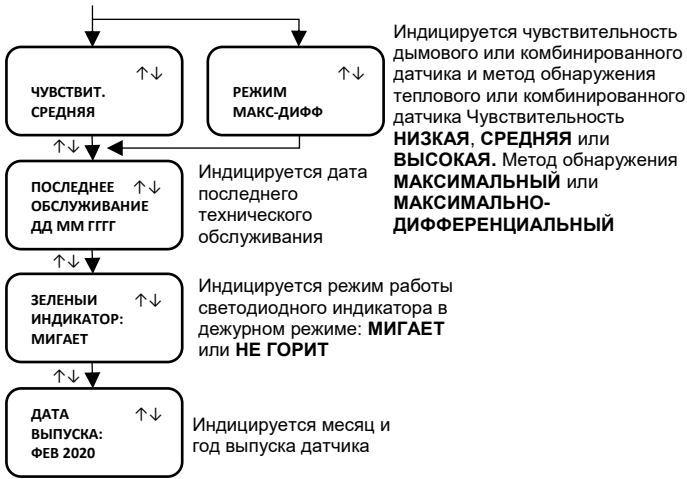 ↑↓
ЧУВСТВИТ.
СРЕДНЯЯ
↑↓
РЕЖИМ
МАКС-ДИФФ
Индицируется чувствительность
дымового или комбинированного
датчика и метод обнаружения
теплового или комбинированного
датчика Чувствительность
НИЗКАЯ, СРЕДНЯЯ или
ВЫСОКАЯ. Метод обнаружения
МАКСИМАЛЬНЫЙ или
МАКСИМАЛЬНО-
ДИФФЕРЕНЦИАЛЬНЫЙ
↑↓
ПОСЛЕДНЕЕ ↑↓
ОБСЛУЖИВАНИЕ
ДД ММ ГГГГ
Индицируется дата
последнего
технического
обслуживания
↑↓
ЗЕЛЕНЫИ ↑↓
ИНДИКАТОР:
МИГАЕТ
Индицируется режим работы
светодиодного индикатора в
дежурном режиме: МИГАЕТ
или НЕ ГОРИТ
↑↓
ДАТА ↑↓
ВЫПУСКА:
ФЕВ 2020
Индицируется месяц и
год выпуска датчика